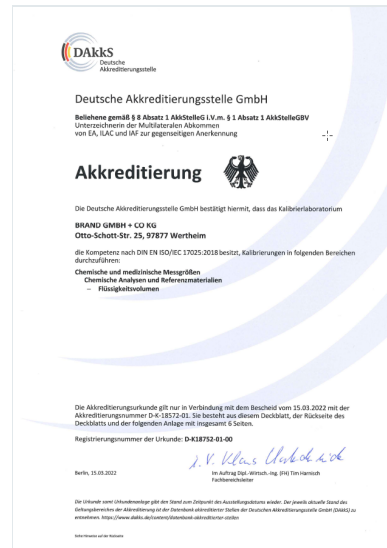 DAkkS
Deutsche
Akkreditierungsstelle
Deutsche Akkreditierungsstelle GmbH
Beliehene gemäß § 8 Absatz 1 AkkStelleG i.V.m. § 1 Absatz 1 AkkStelleGBV
Unterzeichnerin der Multilateralen Abkommen
von EA, ILAC und IAF zur gegenseitigen Anerkennung
Akkreditierung
Die Deutsche Akkreditierungsstelle GmbH bestätigt hiermit, dass das Kalibrierlaboratorium
BRAND GMBH + CO KG
Otto-Schott-Str. 25, 97877 Wertheim
die Kompetenz nach DIN EN ISO/IEC 17025:2018 besitzt, Kalibrierungen in folgenden Bereichen
durchzuführen:
Chemische und medizinische Messgrößen
Chemische Analysen und Referenzmaterialien
– Flüssigkeitsvolumen
Die Akkreditierungsurkunde gilt nur in Verbindung mit dem Bescheid vom 15.03.2022 mit der
Akkreditierungsnummer D-K-18572-01. Sie besteht aus diesem Deckblatt, der Rückseite des
Deckblatts und der folgenden Anlage mit insgesamt 6 Seiten.
Registrierungsnummer der Urkunde: D-K18752-01-00
i. V.
Berlin, 15.03.2022
Im Auftrag Dipl.-Wirtsch.-Ing. (FH) Tim Harnisch
Fachbereichsleiter
Die Urkunde samt Urkundenanlage gibt den Stand zum Zeitpunkt des Ausstellungsdatums wieder. Der jeweils aktuelle Stand des
Geltungsbereiches der Akkreditierung ist der Datenbank akkreditierter Stellen der Deutschen Akkreditierungsstelle GmbH (DAkkS) zu
entnehmen. https://www.dakks.de/content/datenbank-akkreditierter-stellen
Siehe Hinweise auf der Rückseite